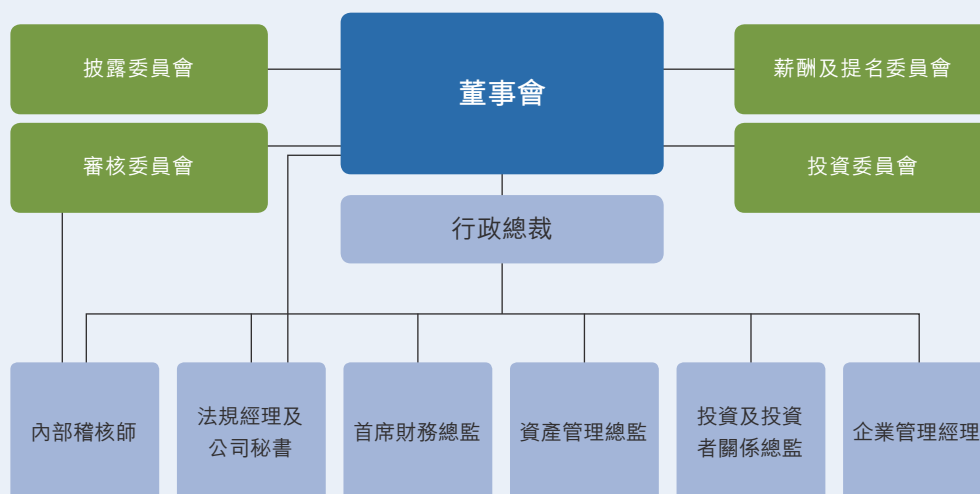 披露委員會
董事會
薪酬及提名委員會
審核委員會
投資委員會
行政總裁
內部稽核師
法規經理及
公司秘書
首席財務總監
資產管理總監
投資及投資
者關係總監
企業管理經理